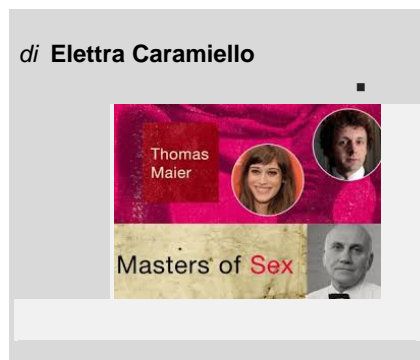 di Elettra Caramiello
Thomas
Maier
Masters of Sex